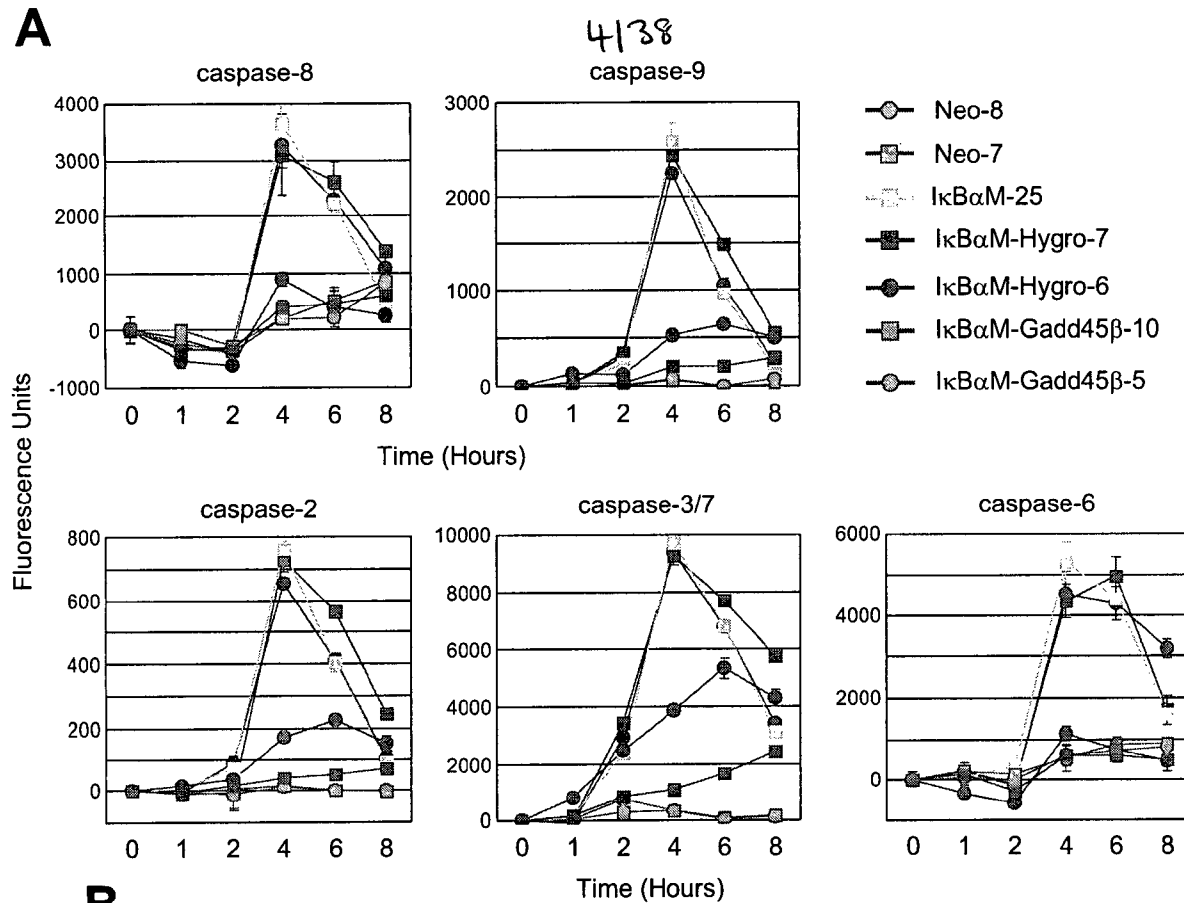 A
4/38
caspase-8
caspase-9
4000
3000
2000
1000
0
-1000
0 1 2 4 6 8
3000
2000
1000
0
0 1 2 4 6 8
Neo-8
Neo-7
IκBαM-25
IκBαM-Hygro-7
IκBαM-Hygro-6
IκBαM-Gadd45β-10
IκBαM-Gadd45β-5
Fluorescence Units
Time (Hours)
caspase-2
caspase-3/7
caspase-6
800
600
400
200
0
0 1 2 4 6 8
10000
8000
6000
4000
2000
0
0 1 2 4 6 8
6000
4000
2000
0
0 1 2 4 6 8
Time (Hours)
B